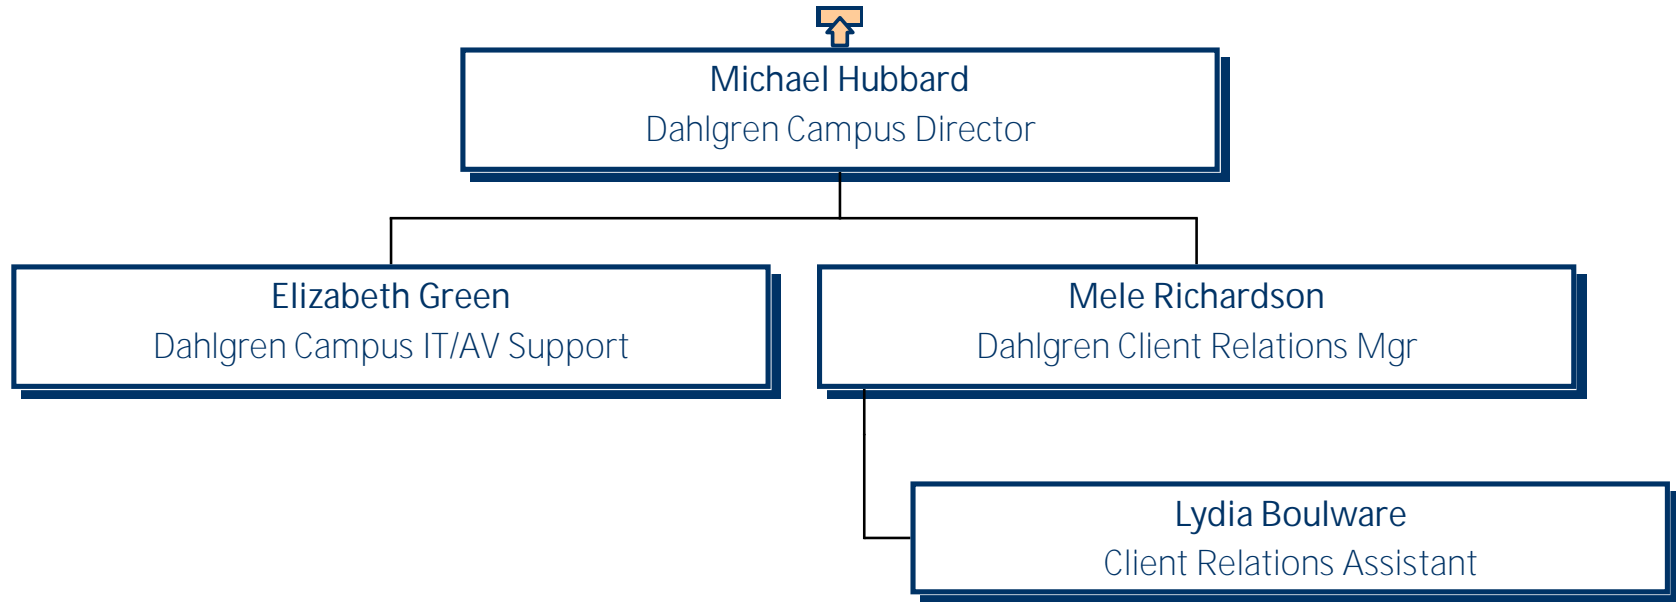 Michael Hubbard
Dahlgren Campus Director
Elizabeth Green
Dahlgren Campus IT/AV Support
Mele Richardson
Dahlgren Client Relations Mgr
Lydia Boulware
Client Relations Assistant